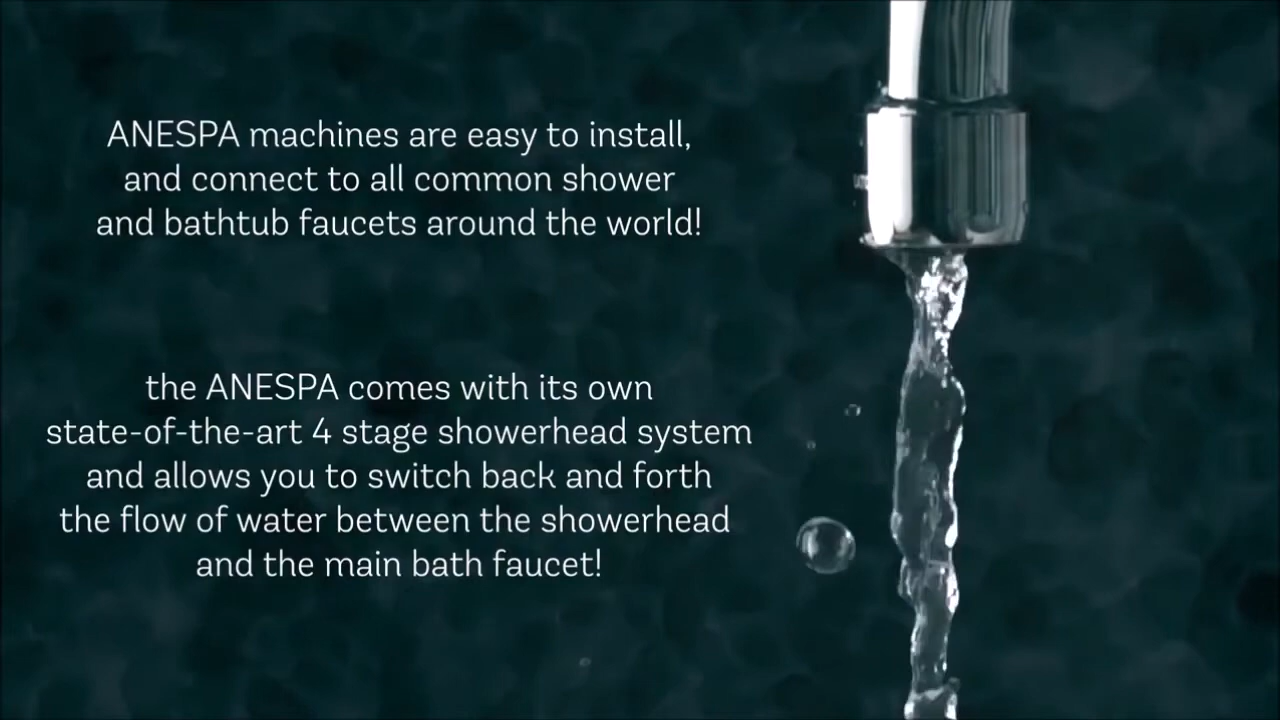 ANESPA machines are easy to install,
and connect to all common shower
and bathtub faucets around the world!
the ANESPA comes with its own
state-of-the-art 4 stage showerhead system
and allows you to switch back and forth
the flow of water between the showerhead
and the main bath faucet!